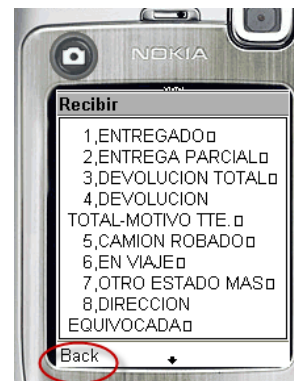 NOKIA
Recibir
1,ENTREGADO▯
2,ENTREGA PARCIAL▯
3,DEVOLUCION TOTAL▯
4,DEVOLUCION
TOTAL-MOTIVO TTE.▯
5,CAMION ROBADO▯
6,EN VIAJE▯
7,OTRO ESTADO MAS▯
8,DIRECCION
EQUIVOCADA▯
Back